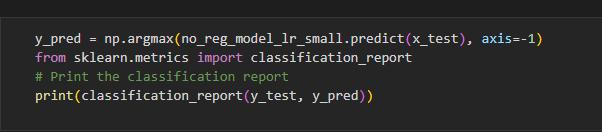 y_pred = np.argmax(no_reg_model_lr_small.predict(x_test), axis=-1)
from sklearn.metrics import classification_report
# Print the classification report
print(classification_report(y_test, y_pred))